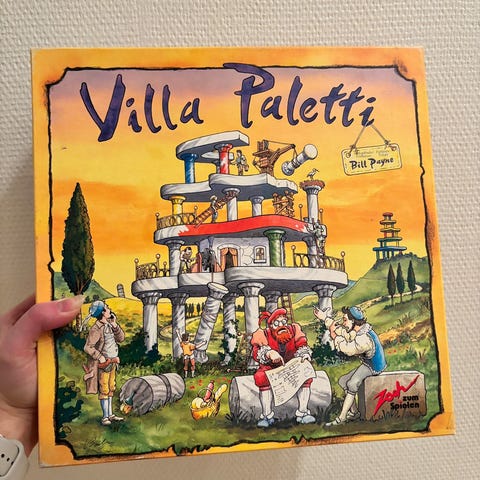 Villa Paletti
Bill Payne
Zoch zum
Spielen